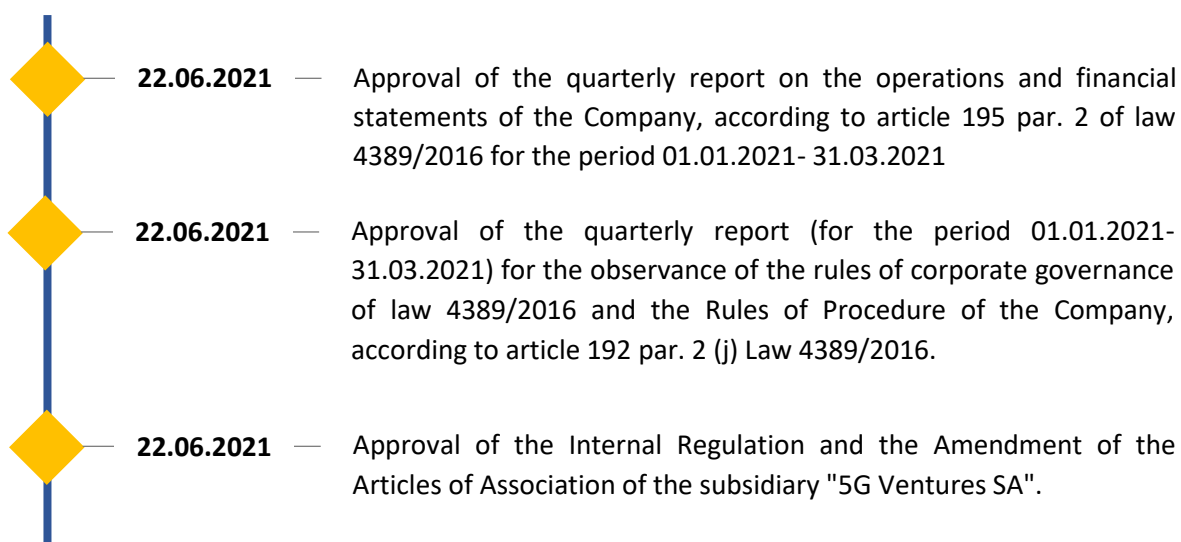 22.06.2021 Approval of the quarterly report on the operations and financial
statements of the Company, according to article 195 par. 2 of law
4389/2016 for the period 01.01.2021- 31.03.2021
22.06.2021 Approval of the quarterly report (for the period 01.01.2021-
31.03.2021) for the observance of the rules of corporate governance
of law 4389/2016 and the Rules of Procedure of the Company,
according to article 192 par. 2 (j) Law 4389/2016.
22.06.2021 Approval of the Internal Regulation and the Amendment of the
Articles of Association of the subsidiary "5G Ventures SA".